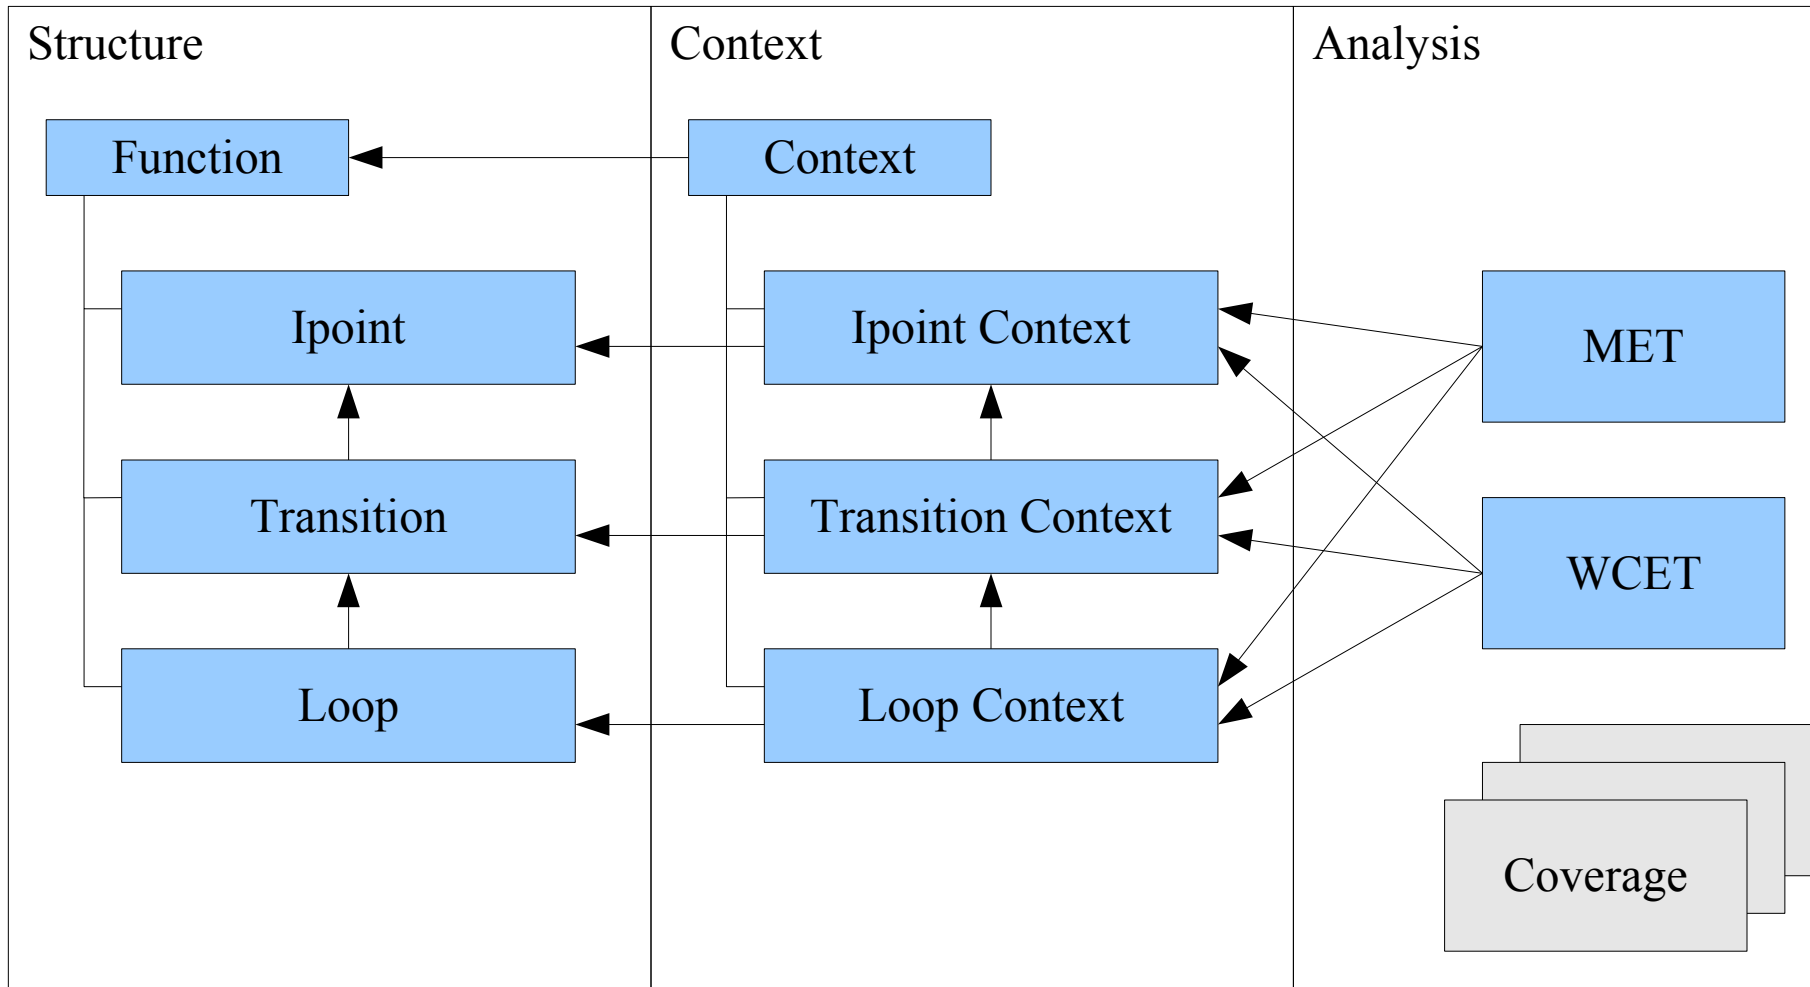 Structure
Context
Analysis
Function
Context
Ipoint
Ipoint Context
MET
Transition
Transition Context
WCET
Loop
Loop Context
Coverage